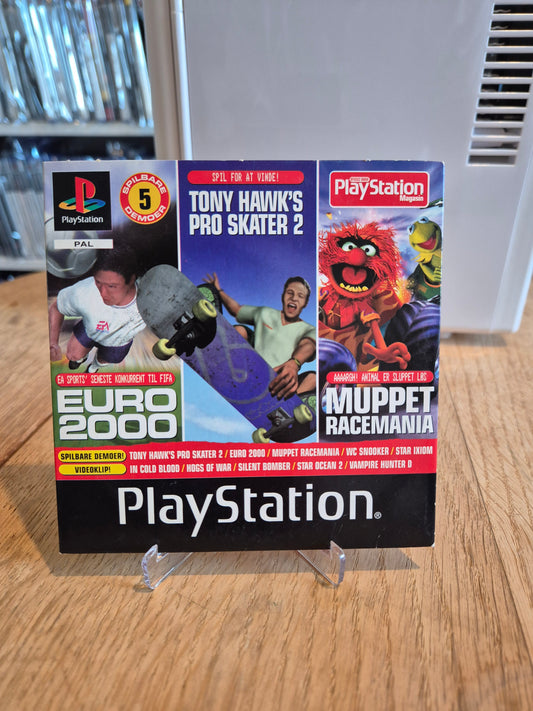 PlayStation
PAL
SPILBARE
5
DEMOER!
SPIL FOR AT VINDE!
TONY HAWK'S
PRO SKATER 2
PlayStation
Magasin
EA
EA SPORTS' SENESTE KONKURRENT TIL FIFA
EURO
2000
AAAARGH! ANIMAL ER SLUPPET LØS
MUPPET
RACEMANIA
SPILBARE DEMOER! TONY HAWK'S PRO SKATER 2 / EURO 2000 / MUPPET RACEMANIA / WC SNOOKER / STAR IXIOM
VIDEOKLIP! IN COLD BLOOD / HOGS OF WAR / SILENT BOMBER / STAR OCEAN 2 / VAMPIRE HUNTER D
PlayStation®